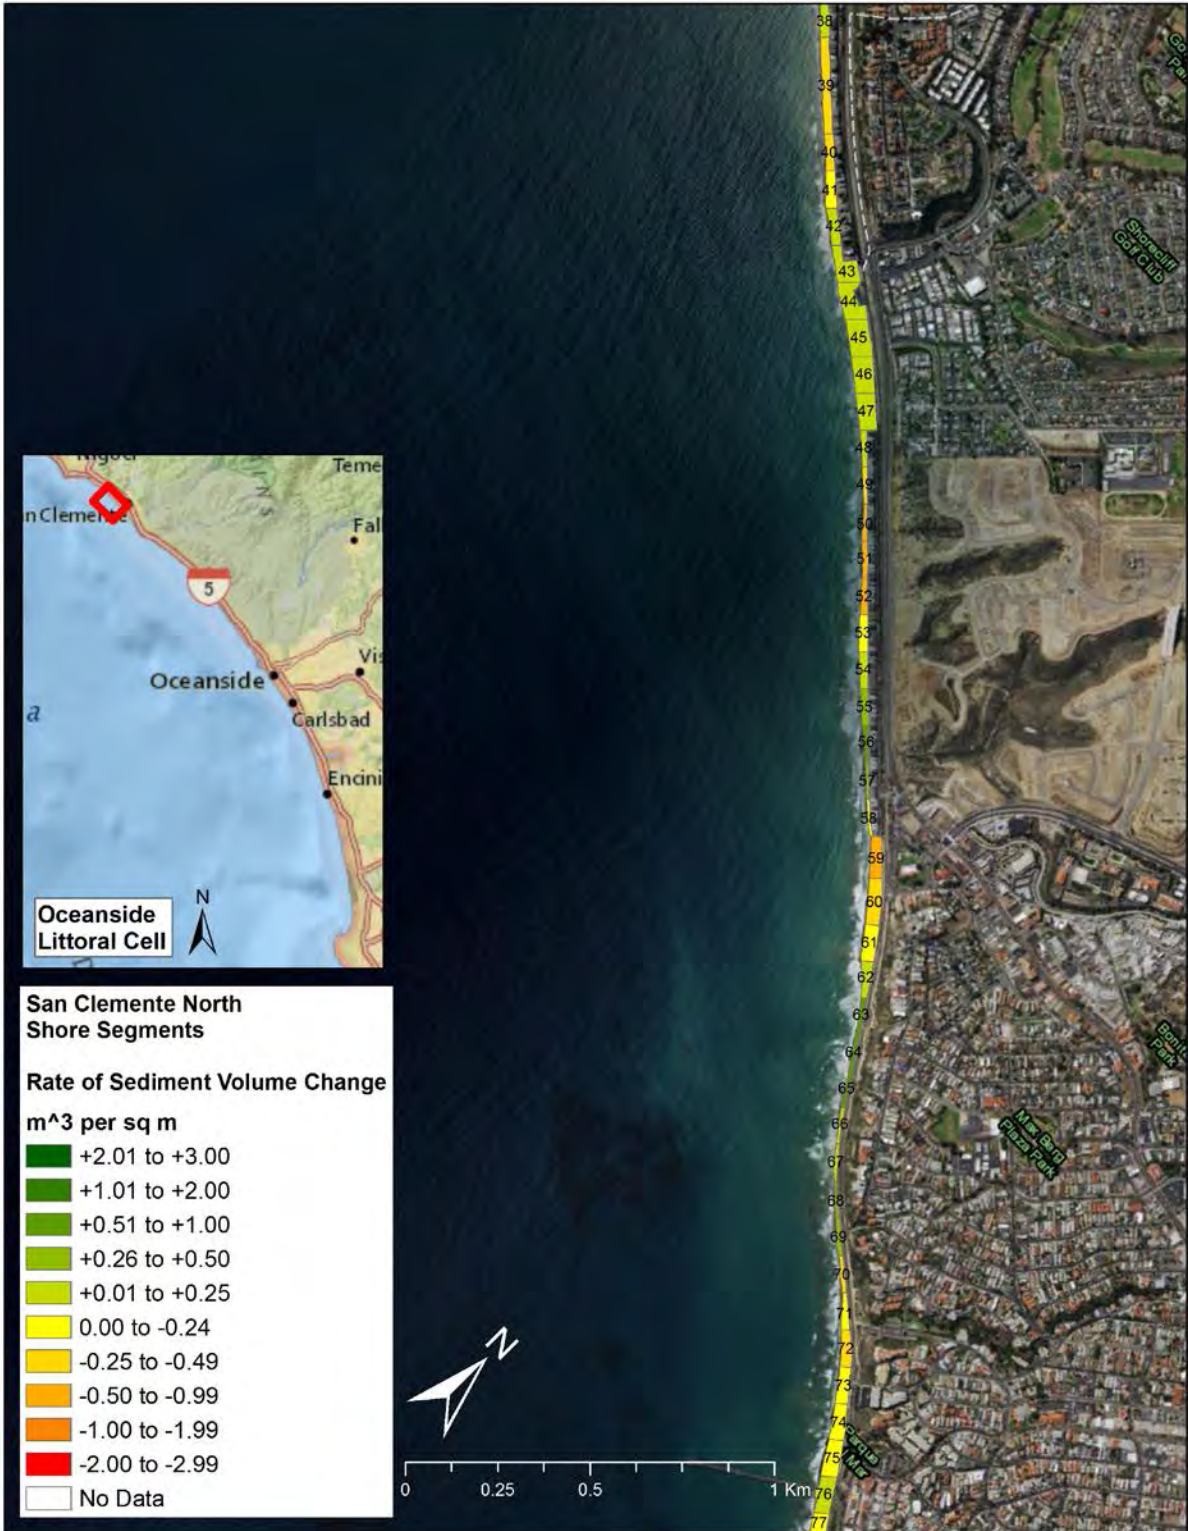 38
39
40
41
42
43
44
45
46
47
48
49
50
51
52
53
54
55
56
57
58
59
60
61
62
63
64
65
66
67
68
69
70
71
72
73
74
75
76
77
Shorecliff
Golf Club
Max Berg
Plaza Park
Park
Parque
Mar
Teme
n Clemente
Fal
5
Oceanside
Vis
a
Carlsbad
Encini
Oceanside
Littoral Cell
N
San Clemente North
Shore Segments
Rate of Sediment Volume Change
m^3 per sq m
+2.01 to +3.00
+1.01 to +2.00
+0.51 to +1.00
+0.26 to +0.50
+0.01 to +0.25
0.00 to -0.24
-0.25 to -0.49
-0.50 to -0.99
-1.00 to -1.99
-2.00 to -2.99
No Data
N
0 0.25 0.5 1 Km